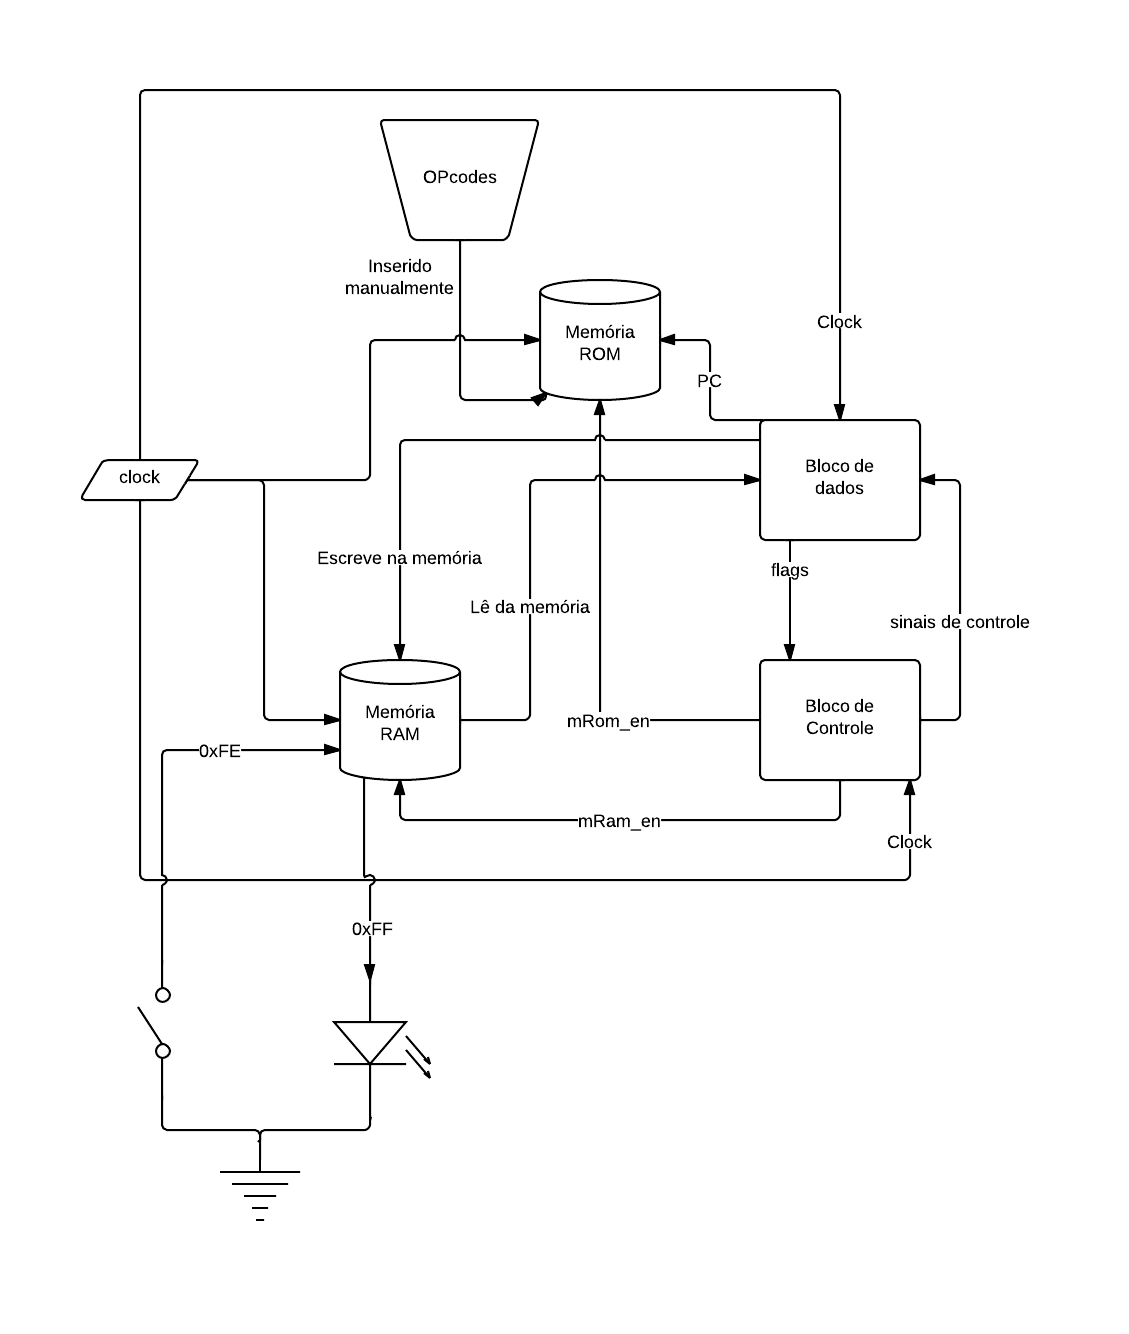 OPcodes
Inserido
manualmente
Memória
ROM
Clock
PC
clock
Bloco de
dados
Escreve na memória
flags
Lê da memória
sinais de controle
Memória
RAM
mRom_en
Bloco de
Controle
0xFE
mRam_en
Clock
0xFF